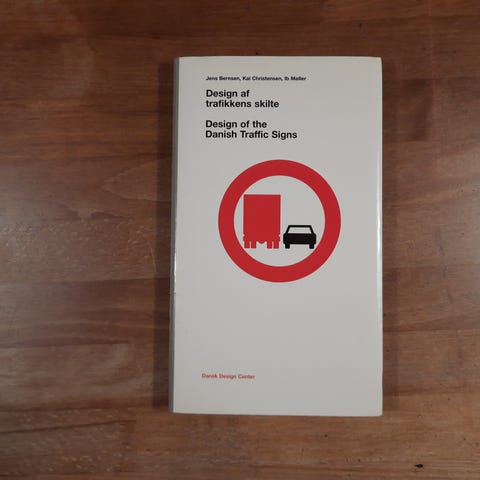 Jens Bernsen, Kai Christensen, Ib Møller
Design af
trafikkens skilte
Design of the
Danish Traffic Signs
Dansk Design Center